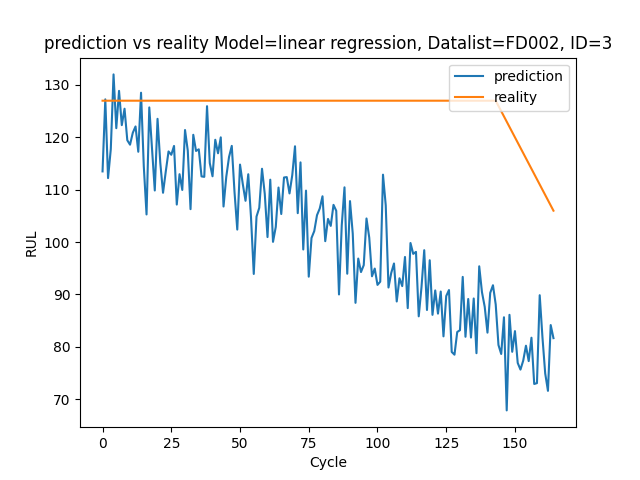 prediction vs reality Model=linear regression, Datalist=FD002, ID=3
prediction
reality
130
120
110
100
90
80
70
RUL
0 25 50 75 100 125 150
Cycle